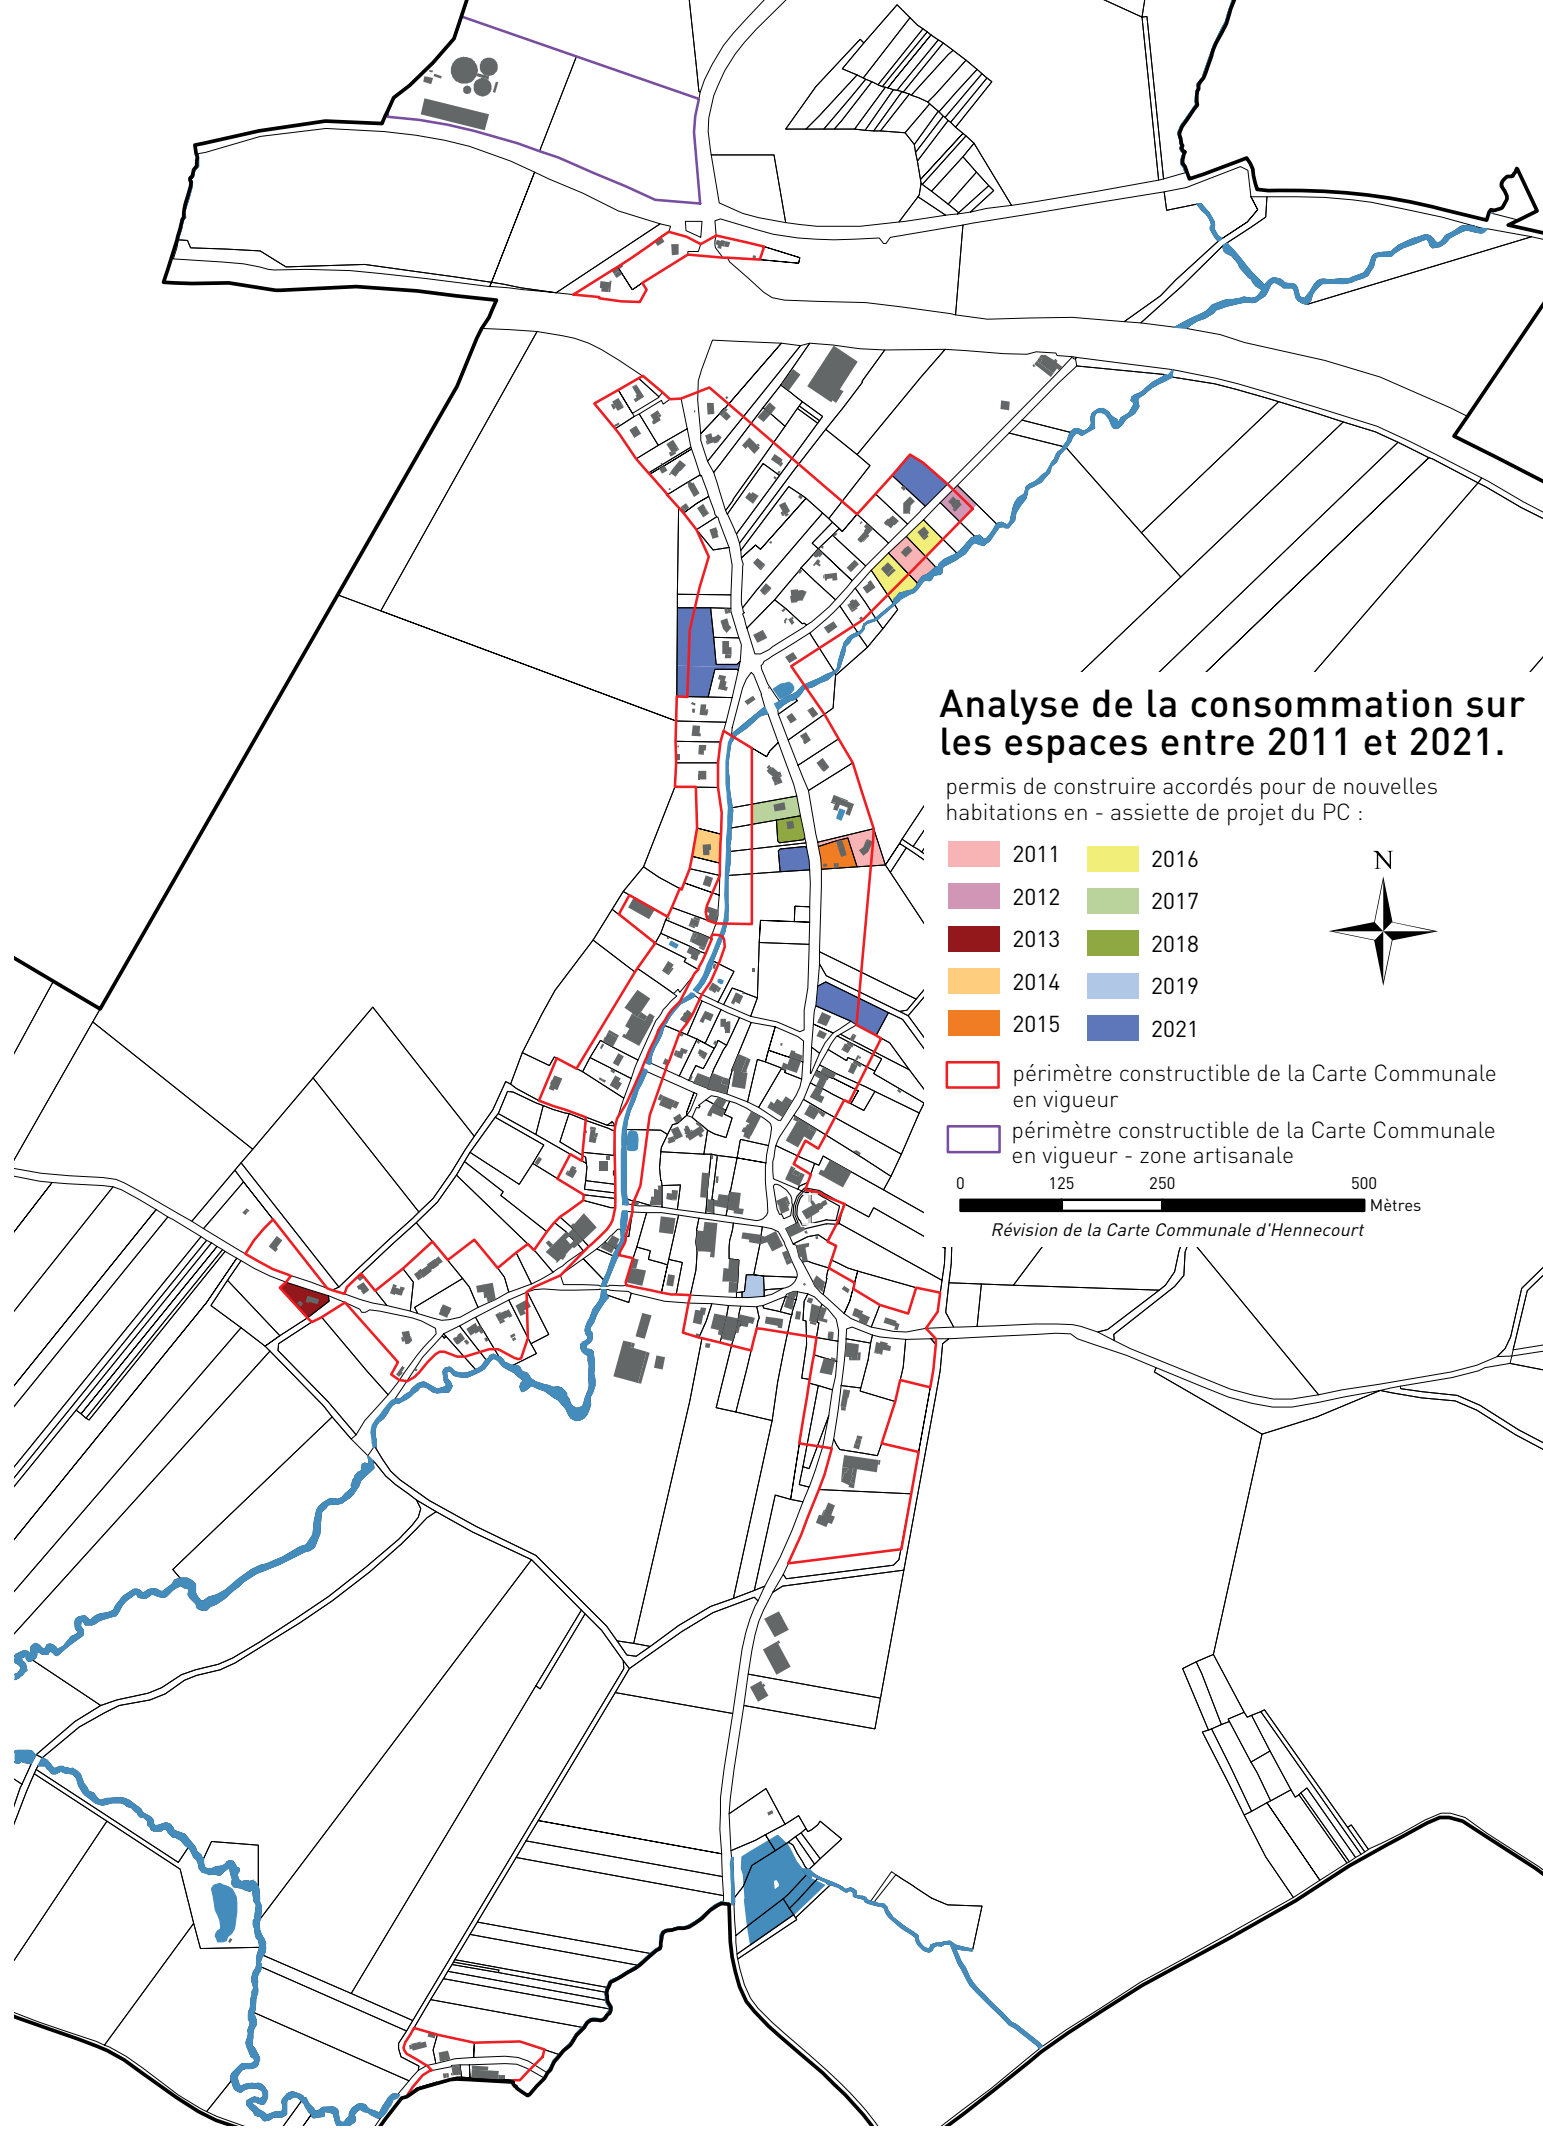 Analyse de la consommation sur
les espaces entre 2011 et 2021.
permis de construire accordés pour de nouvelles
habitations en - assiette de projet du PC :
2011
2012
2013
2014
2015
2016
2017
2018
2019
2021
N
périmètre constructible de la Carte Communale
en vigueur
périmètre constructible de la Carte Communale
en vigueur - zone artisanale
0 125 250 500
Mètres
Révision de la Carte Communale d'Hennecourt